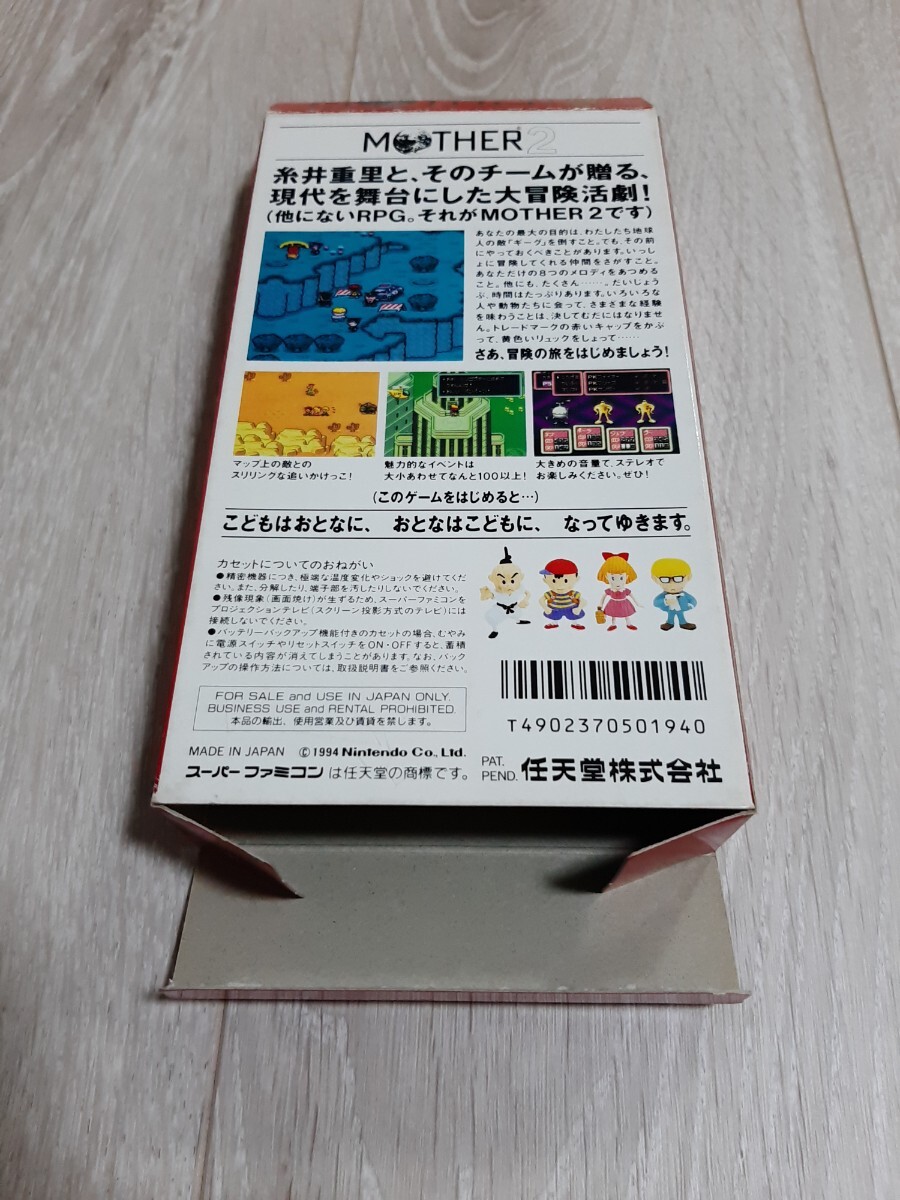 MOTHER 2
糸井重里と、そのチームが贈る、
現代を舞台にした大冒険活劇!
(他にないRPG。それがMOTHER2です)
あなたの最大の目的は、わたしたち地球
人の敵「ギーグ」を倒すこと。でも、その前
にやっておくべきことがあります。いっ
しょに冒険してくれる仲間をさがすこと。
あなただけの8つのメロディをあつめる
こと。他にも、たくさん……。だいじょう
ぶ、時間はたっぷりあります。いろいろな
人や動物たちに会って、さまざまな経験
を味わうことは、決してむだにはなりませ
ん。トレードマークの赤いキャップをかぶ
って、黄色いリュックをしょって……
さあ、冒険の旅をはじめましょう!
マップ上の敵との
スリリングな追いかけっこ!
魅力的なイベントは
大小あわせてなんと100以上!
大きめの音量で、ステレオで
お楽しみください。ぜひ!
(このゲームをはじめると…)
こどもはおとなに、 おとなはこどもに、 なってゆきます。
カセットについてのおねがい
●精密機器につき、極端な温度変化やショックを避けてくだ
さい。また、分解したり、端子部を汚したりしないでください。
●残像現象(画面焼け)が生ずるため、スーパーファミコンを
プロジェクションテレビ(スクリーン投影方式のテレビ)には
接続しないでください。
●バッテリーバックアップ機能付きのカセットの場合、むやみ
に電源スイッチやリセットスイッチをON・OFFすると、蓄積
されている内容が消えてしまうことがあります。なお、バック
アップの操作方法については、取扱説明書をご参照ください。
FOR SALE and USE IN JAPAN ONLY.
BUSINESS USE and RENTAL PROHIBITED.
本品の輸出、使用営業及び賃貸を禁じます。
T4902370501940
MADE IN JAPAN ©1994 Nintendo Co., Ltd.
スーパーファミコンは任天堂の商標です。
PAT. PEND. 任天堂株式会社